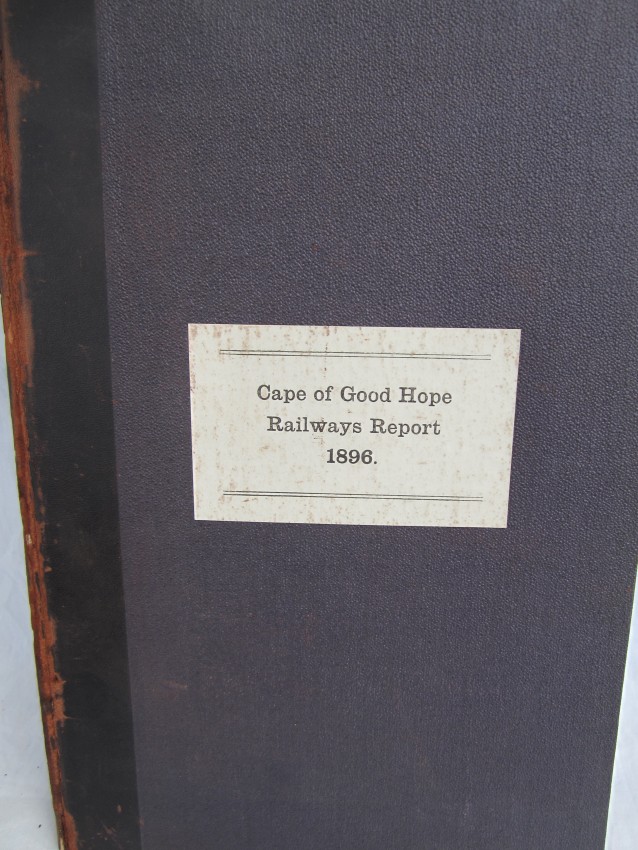 Cape of Good Hope
Railways Report
1896.